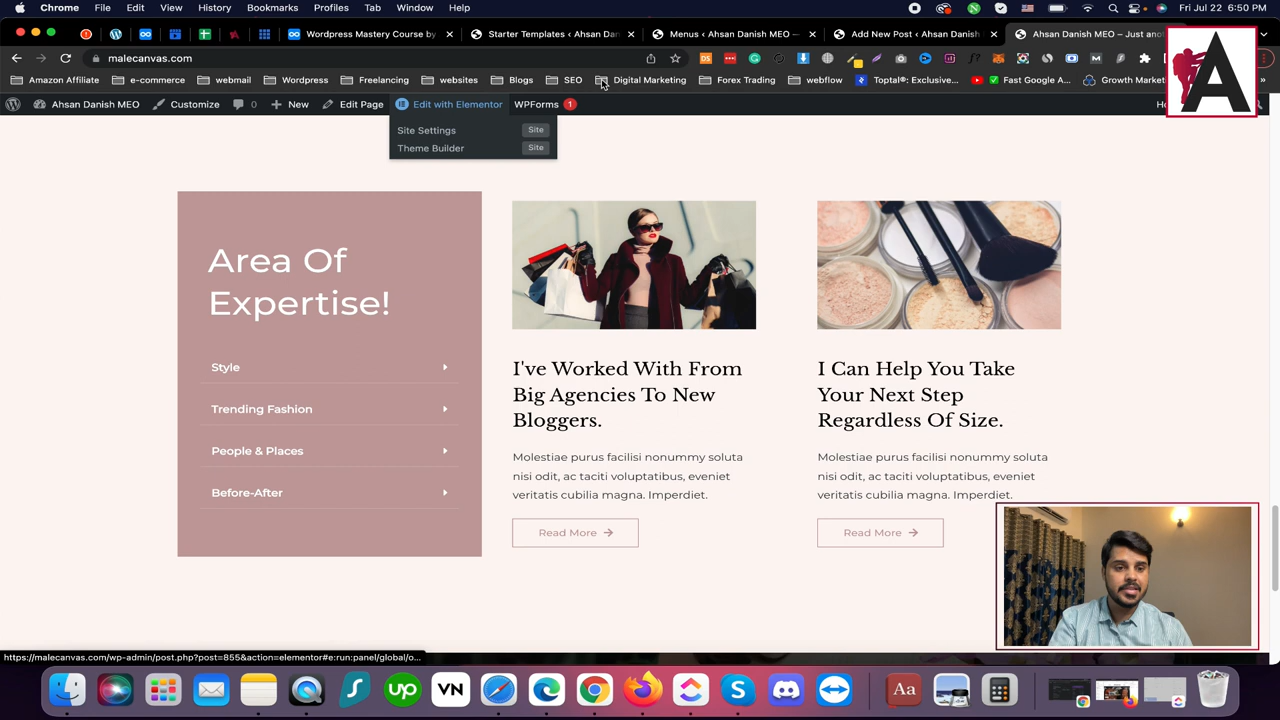 Chrome File Edit View History Bookmarks Profiles Tab Window Help Fri Jul 22 6:50 PM
Wordpress Mastery Course by Starter Templates ‹ Ahsan Dan Menus ‹ Ahsan Danish MEO — Add New Post ‹ Ahsan Danish Ahsan Danish MEO – Just anot
malecanvas.com
Amazon Affiliate e-commerce webmail Wordpress Freelancing websites Blogs SEO Digital Marketing Forex Trading webflow Toptal®: Exclusive... Fast Google A... Growth Market
Ahsan Danish MEO Customize 0 New Edit Page Edit with Elementor WPForms 1
Site Settings Site
Theme Builder Site
A
Area Of
Expertise!
Style
Trending Fashion
People & Places
Before-After
I've Worked With From
Big Agencies To New
Bloggers.
Molestiae purus facilisi nonummy soluta
nisi odit, ac taciti voluptatibus, eveniet
veritatis cubilia magna. Imperdiet.
Read More
I Can Help You Take
Your Next Step
Regardless Of Size.
Molestiae purus facilisi nonummy soluta
nisi odit, ac taciti voluptatibus, eveniet
veritatis cubilia magna. Imperdiet.
Read More
https://malecanvas.com/wp-admin/post.php?post=855&action=elementor#e:run:panel/global/o...
up VN Aa